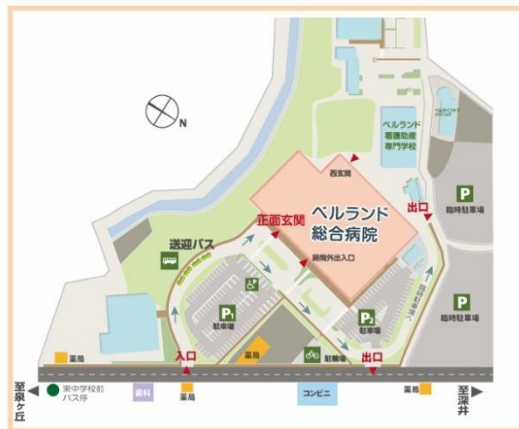 N
ベルランド
看護助産
専門学校
西玄関
ベルランド
総合病院
正面玄関
時間外出入口
出口
送迎バス
P
臨時駐車場
P
臨時駐車場
P1
駐車場
P2
駐車場
入口
薬局
駐輪場
出口
薬局
薬局
薬局
東中学校前
バス停
歯科
コンビニ
至泉ヶ丘
至深井